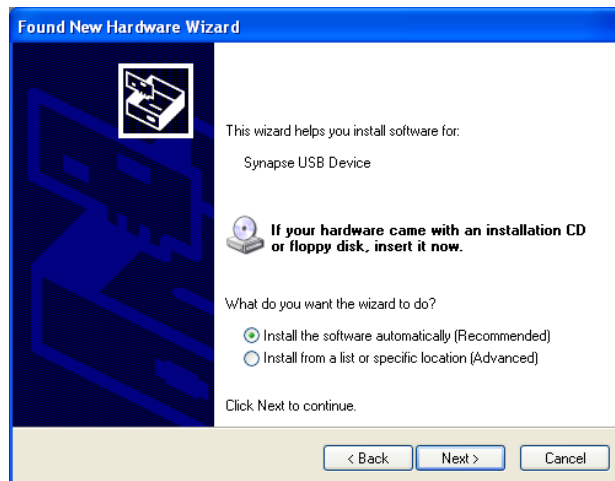 Found New Hardware Wizard
This wizard helps you install software for:
Synapse USB Device
If your hardware came with an installation CD
or floppy disk, insert it now.
What do you want the wizard to do?
Install the software automatically (Recommended)
Install from a list or specific location (Advanced)
Click Next to continue.
< Back Next > Cancel